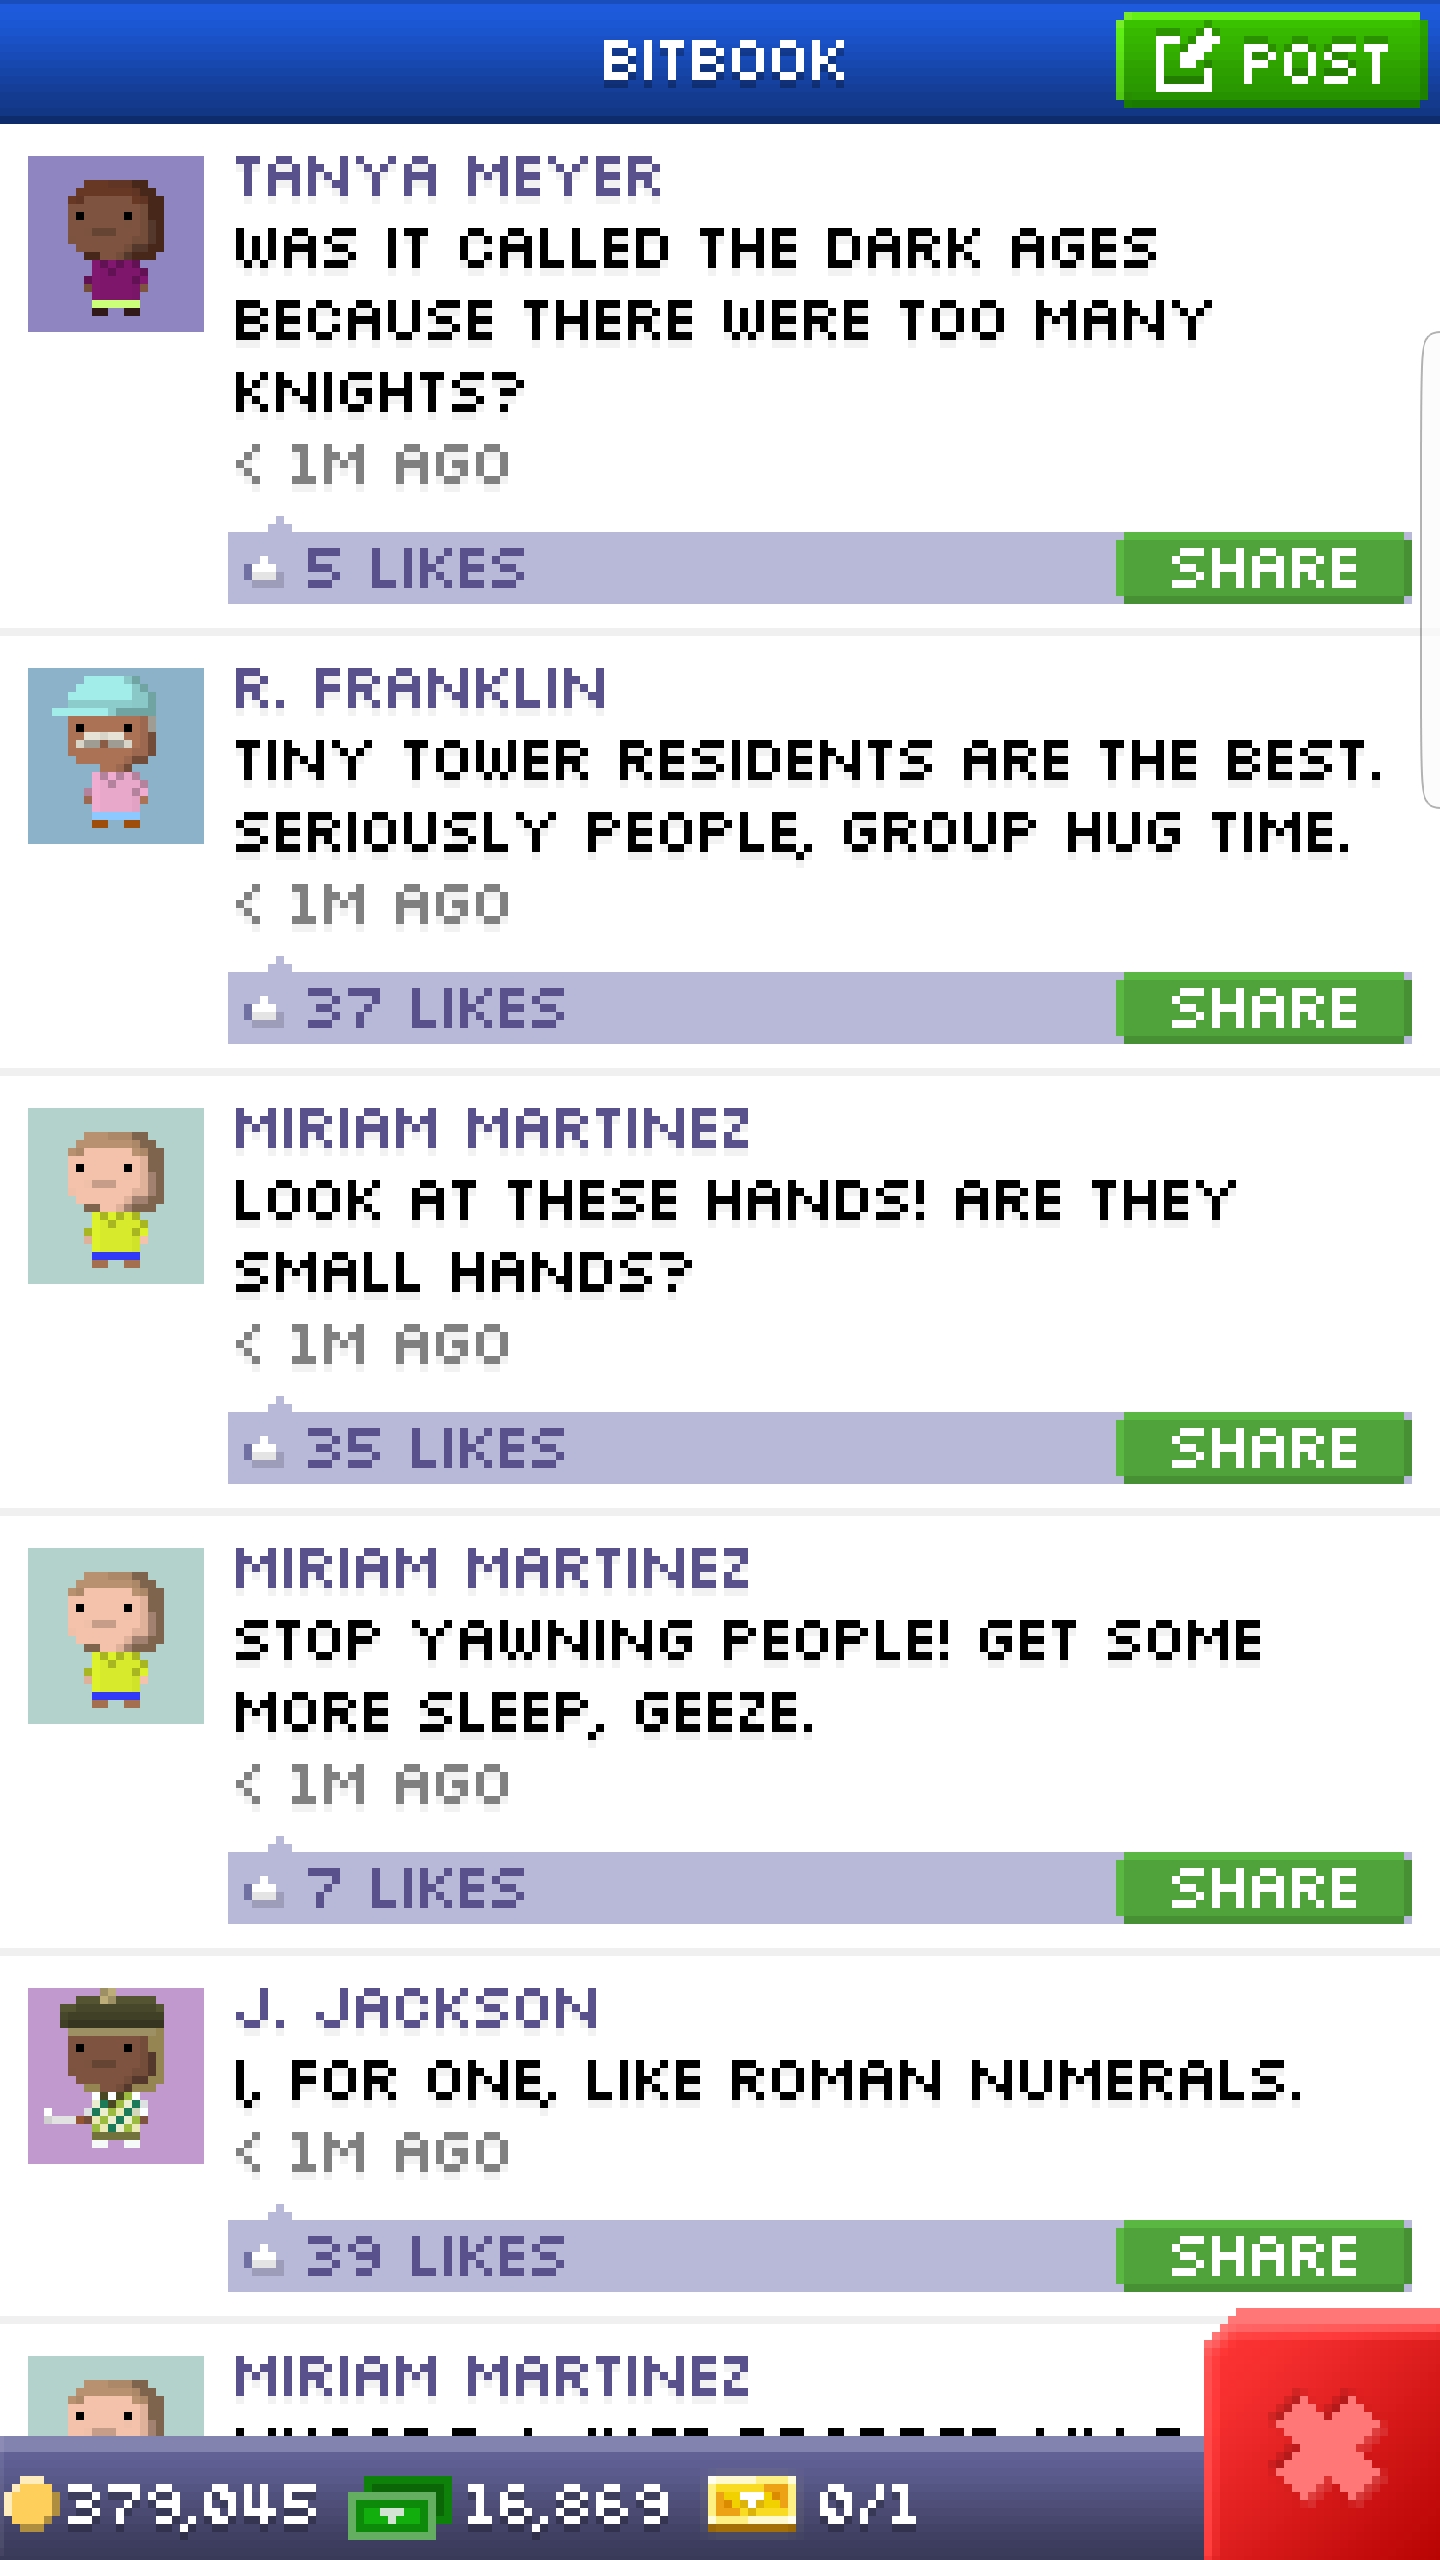 BITBOOK
POST
TANYA MEYER
WAS IT CALLED THE DARK AGES
BECAUSE THERE WERE TOO MANY
KNIGHTS?
< 1M AGO
5 LIKES
SHARE
R. FRANKLIN
TINY TOWER RESIDENTS ARE THE BEST.
SERIOUSLY PEOPLE, GROUP HUG TIME.
< 1M AGO
37 LIKES
SHARE
MIRIAM MARTINEZ
LOOK AT THESE HANDS! ARE THEY
SMALL HANDS?
< 1M AGO
35 LIKES
SHARE
MIRIAM MARTINEZ
STOP YAWNING PEOPLE! GET SOME
MORE SLEEP, GEEZE.
< 1M AGO
7 LIKES
SHARE
J. JACKSON
I, FOR ONE, LIKE ROMAN NUMERALS.
< 1M AGO
39 LIKES
SHARE
MIRIAM MARTINEZ
379,045 16,869 0/1